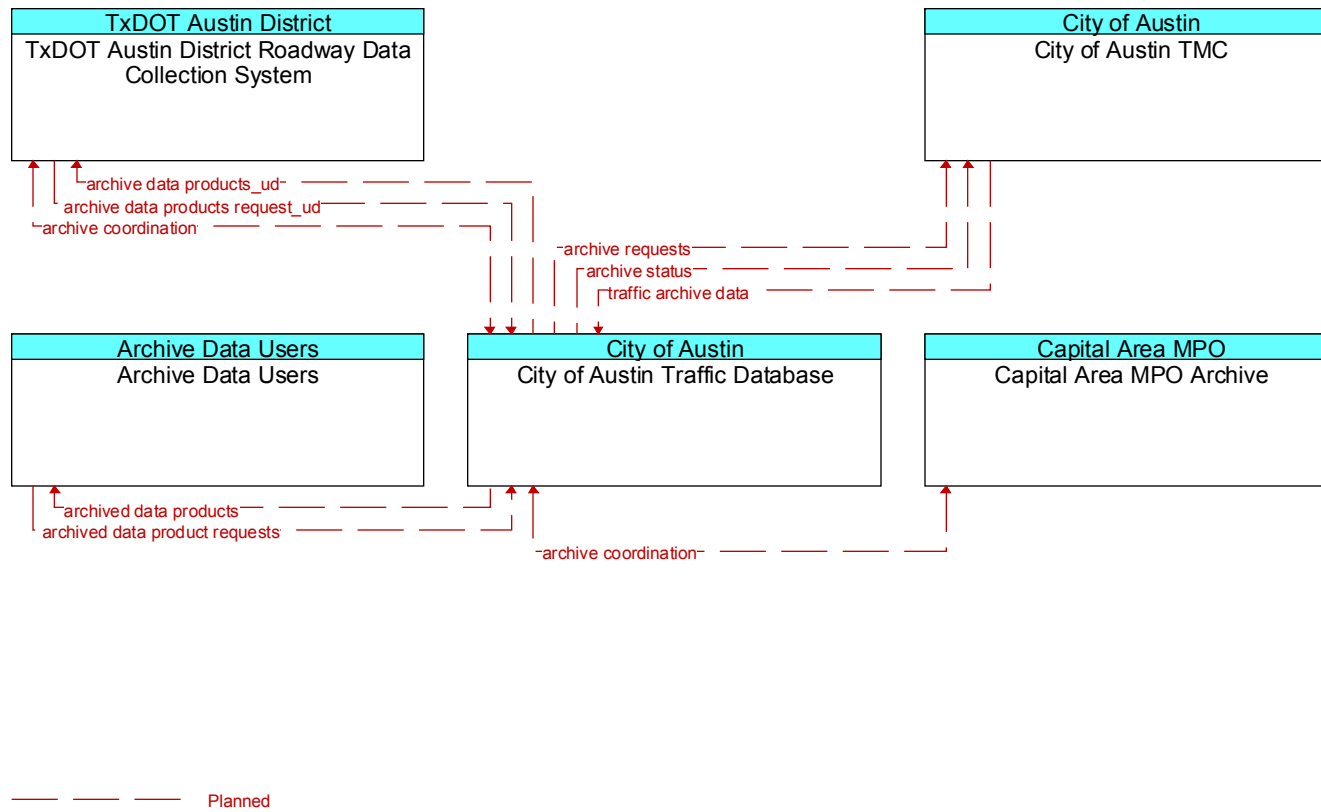 TxDOT Austin District
TxDOT Austin District Roadway Data
Collection System
City of Austin
City of Austin TMC
archive data products_ud
archive data products request_ud
archive coordination
archive requests
archive status
traffic archive data
Archive Data Users
Archive Data Users
City of Austin
City of Austin Traffic Database
Capital Area MPO
Capital Area MPO Archive
archived data products
archived data product requests
archive coordination
Planned